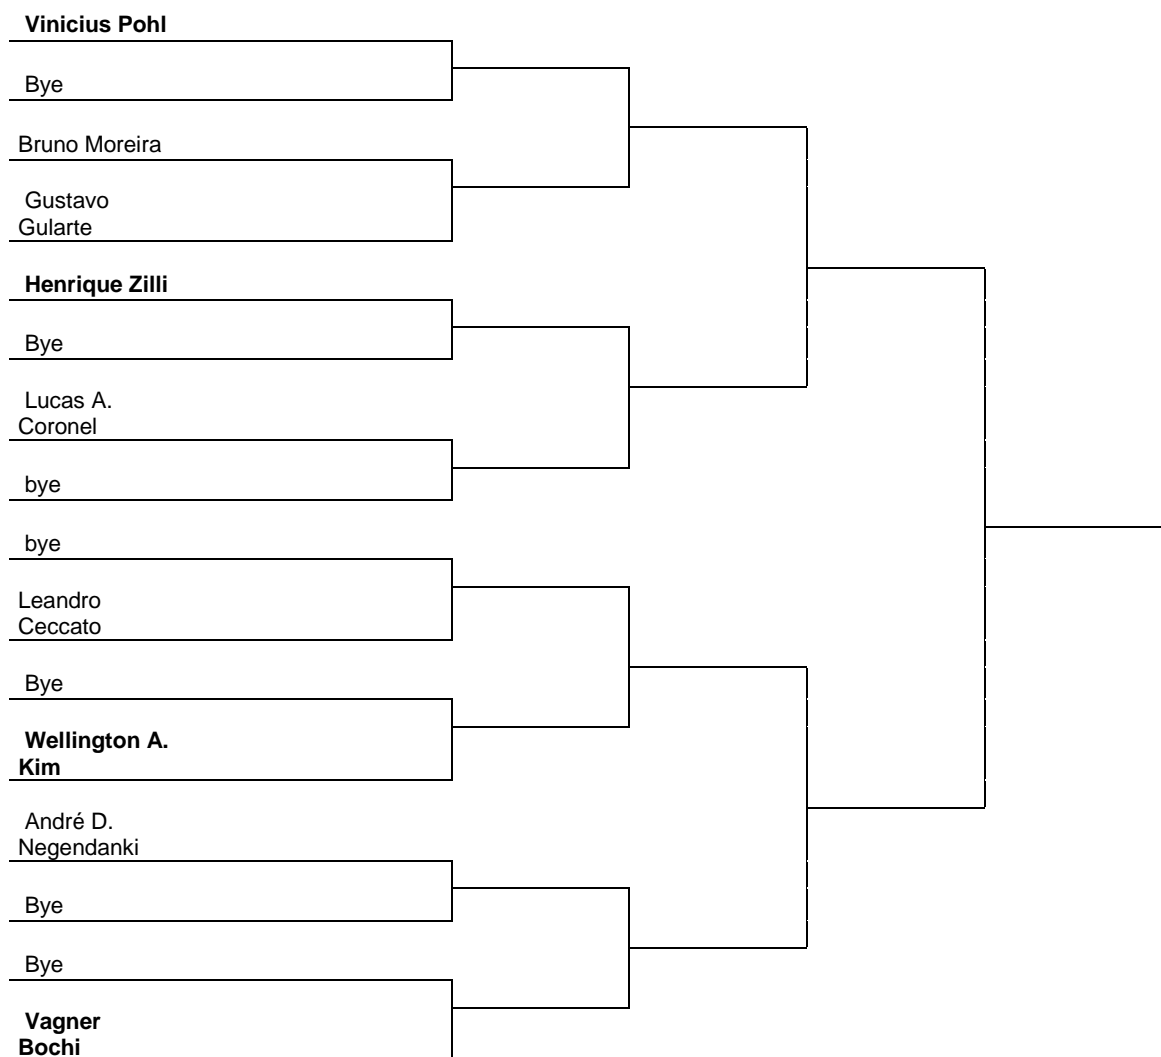 Vinicius Pohl
Bye
Bruno Moreira
Gustavo
Gularte
Henrique Zilli
Bye
Lucas A.
Coronel
bye
bye
Leandro
Ceccato
Bye
Wellington A.
Kim
André D.
Negendanki
Bye
Bye
Vagner
Bochi